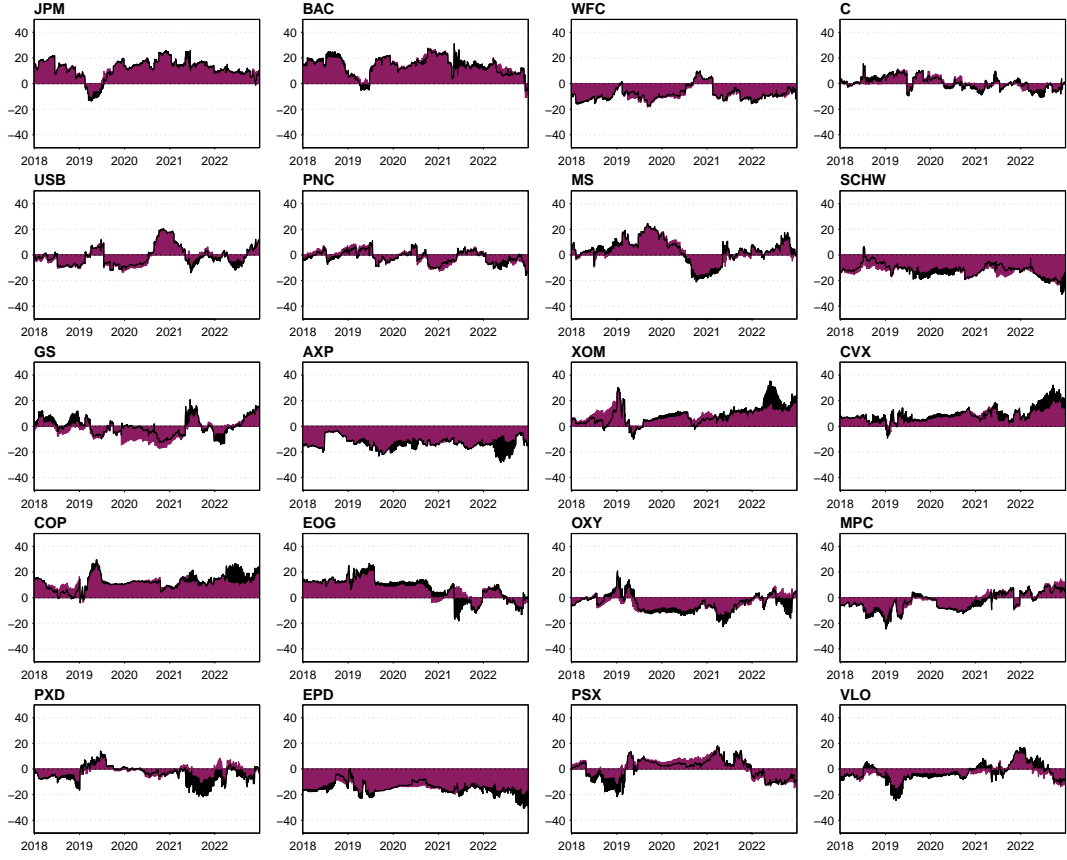 JPM BAC WFC C
40 40 40 40
20 20 20 20
0 0 0 0
−20 −20 −20 −20
−40 −40 −40 −40
2018 2019 2020 2021 2022 2018 2019 2020 2021 2022 2018 2019 2020 2021 2022 2018 2019 2020 2021 2022
USB PNC MS SCHW
40 40 40 40
20 20 20 20
0 0 0 0
−20 −20 −20 −20
−40 −40 −40 −40
2018 2019 2020 2021 2022 2018 2019 2020 2021 2022 2018 2019 2020 2021 2022 2018 2019 2020 2021 2022
GS AXP XOM CVX
40 40 40 40
20 20 20 20
0 0 0 0
−20 −20 −20 −20
−40 −40 −40 −40
2018 2019 2020 2021 2022 2018 2019 2020 2021 2022 2018 2019 2020 2021 2022 2018 2019 2020 2021 2022
COP EOG OXY MPC
40 40 40 40
20 20 20 20
0 0 0 0
−20 −20 −20 −20
−40 −40 −40 −40
2018 2019 2020 2021 2022 2018 2019 2020 2021 2022 2018 2019 2020 2021 2022 2018 2019 2020 2021 2022
PXD EPD PSX VLO
40 40 40 40
20 20 20 20
0 0 0 0
−20 −20 −20 −20
−40 −40 −40 −40
2018 2019 2020 2021 2022 2018 2019 2020 2021 2022 2018 2019 2020 2021 2022 2018 2019 2020 2021 2022